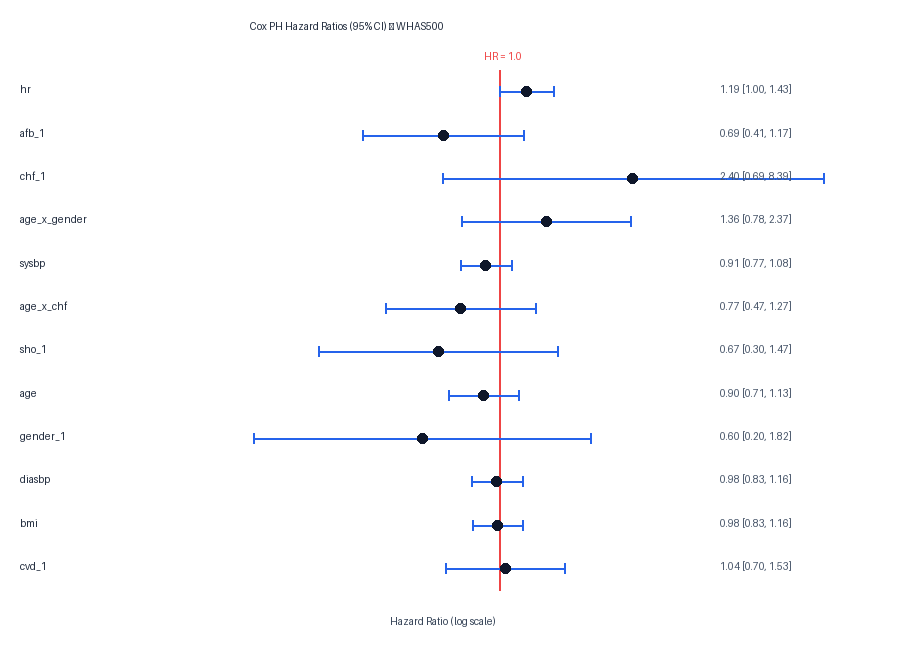 Cox PH Hazard Ratios (95% CI) ▯ WHAS500
HR = 1.0
hr 1.19 [1.00, 1.43]
afb_1 0.69 [0.41, 1.17]
chf_1 2.40 [0.69, 8.39]
age_x_gender 1.36 [0.78, 2.37]
sysbp 0.91 [0.77, 1.08]
age_x_chf 0.77 [0.47, 1.27]
sho_1 0.67 [0.30, 1.47]
age 0.90 [0.71, 1.13]
gender_1 0.60 [0.20, 1.82]
diasbp 0.98 [0.83, 1.16]
bmi 0.98 [0.83, 1.16]
cvd_1 1.04 [0.70, 1.53]
Hazard Ratio (log scale)